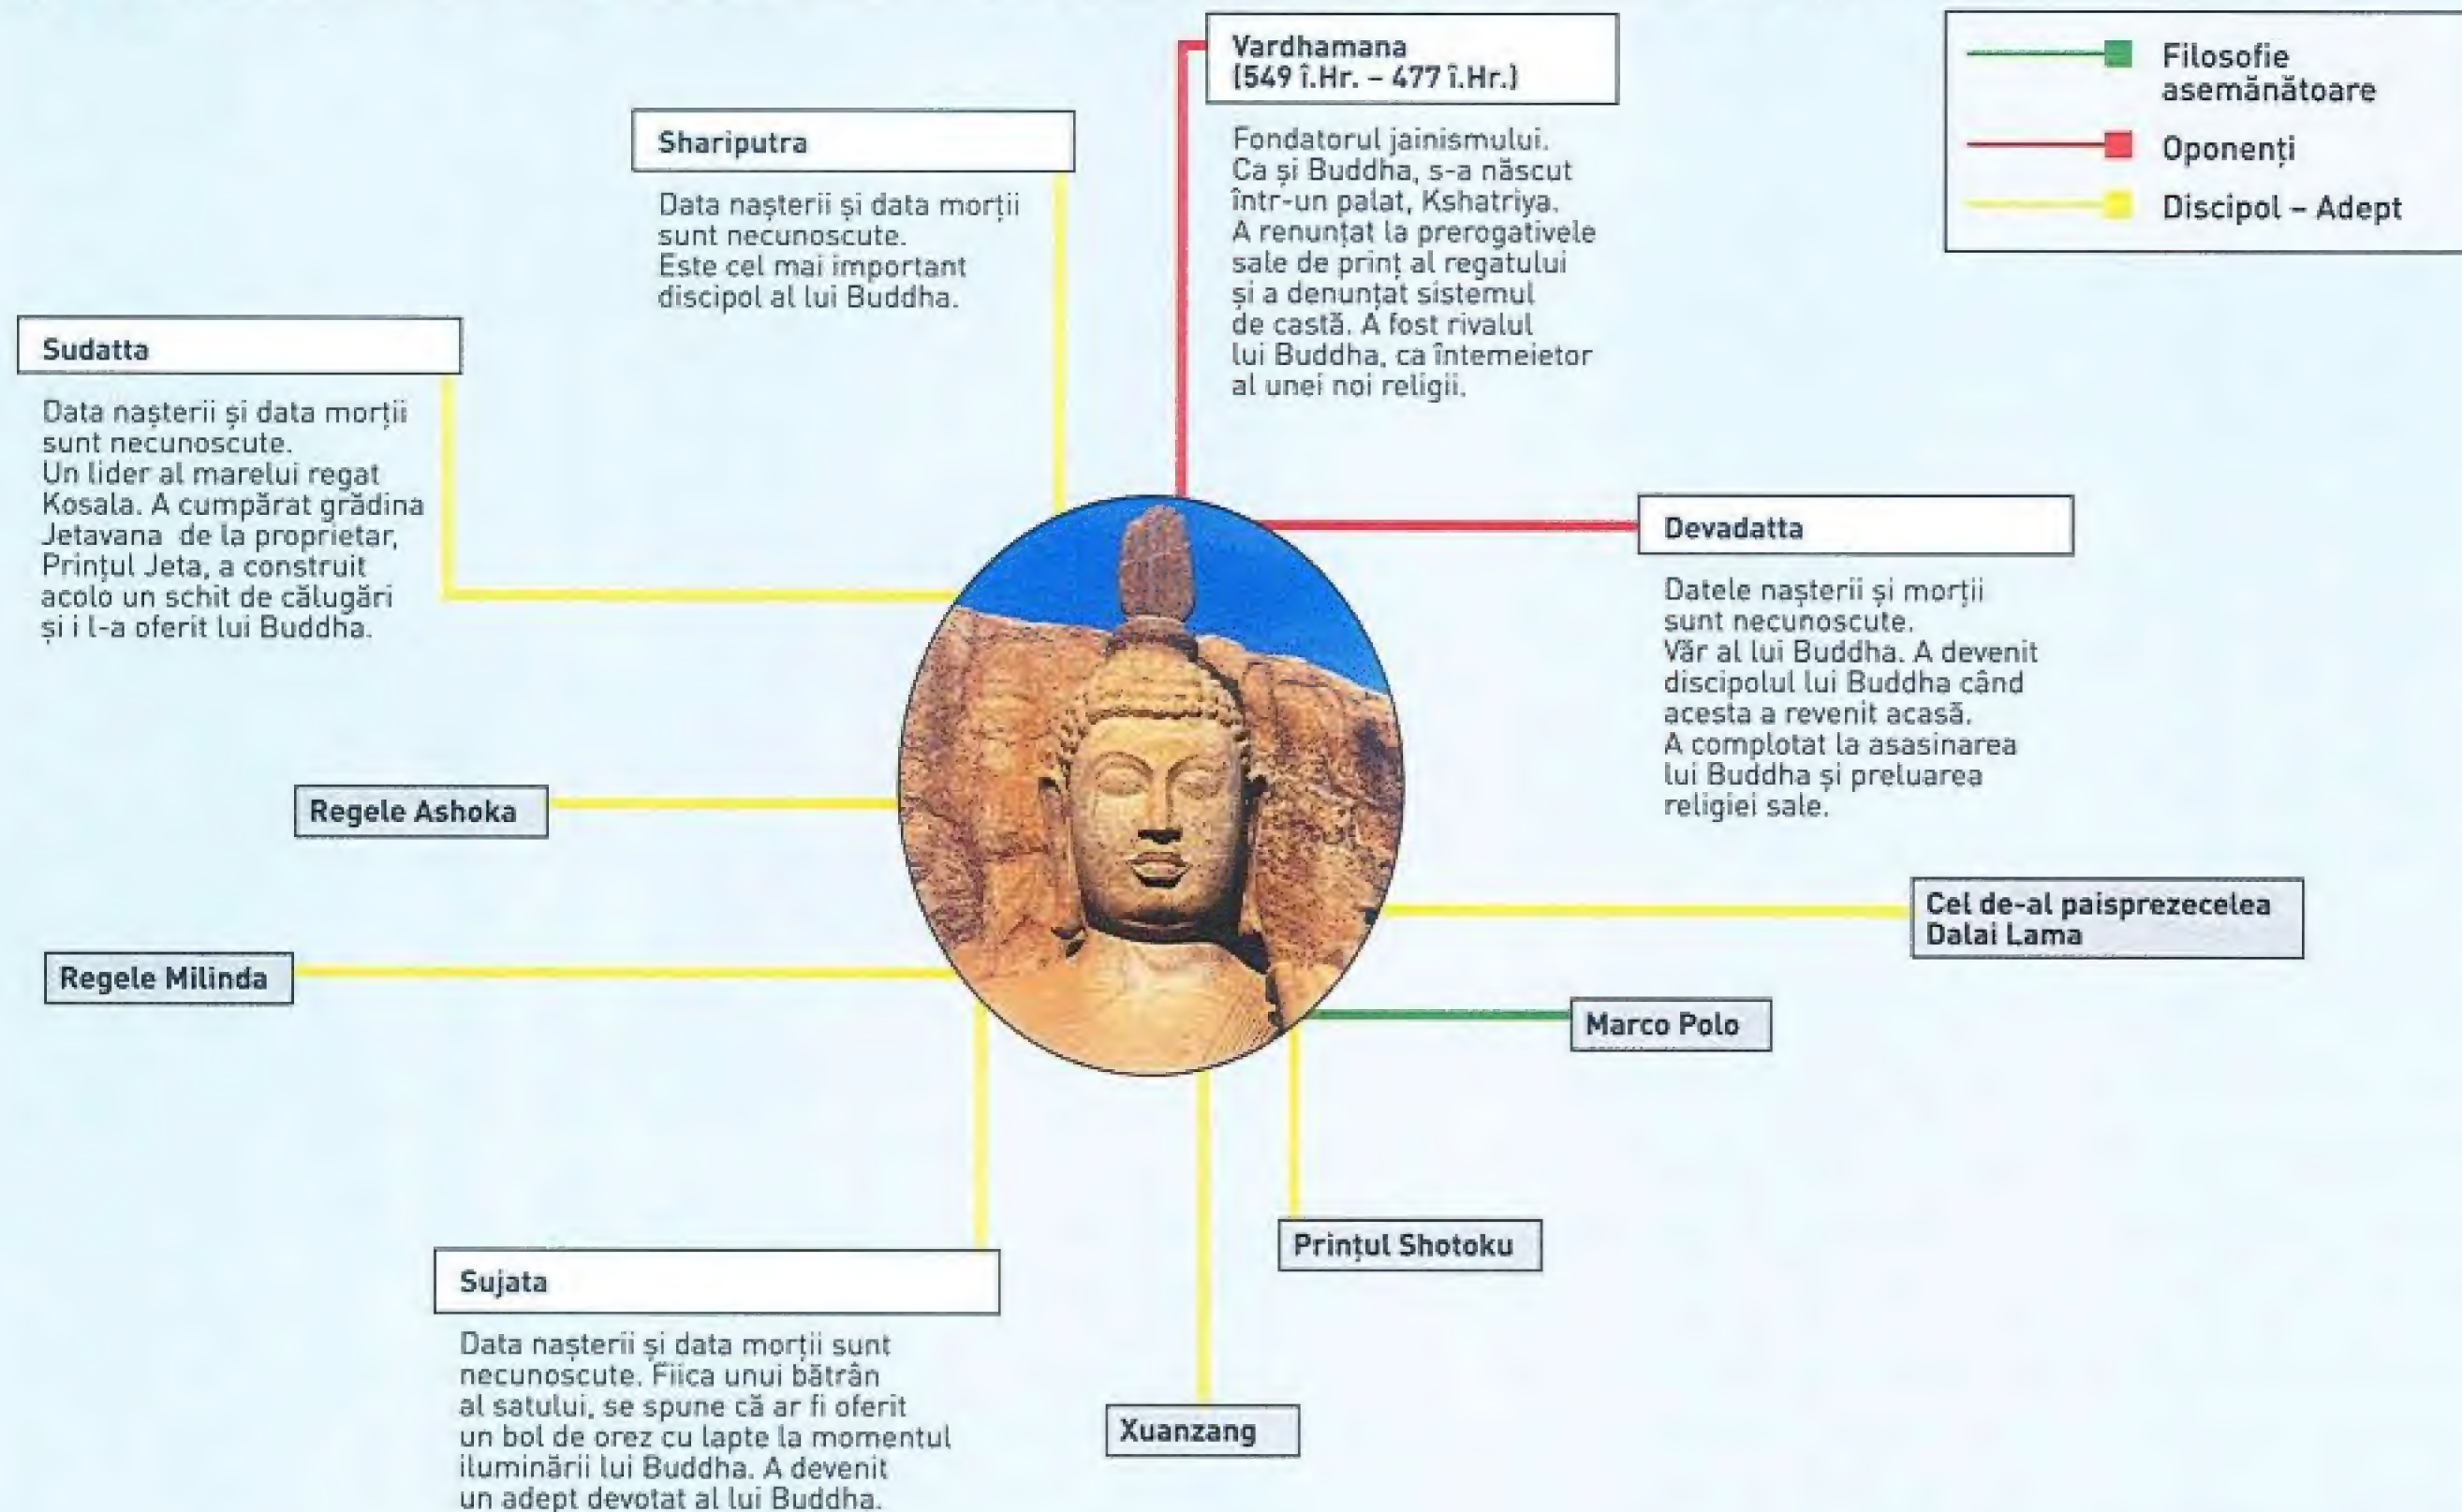 Vardhamana
(549 î.Hr. – 477 î.Hr.)
Fondatorul jainismului.
Ca și Buddha, s-a născut
într-un palat, Kshatriya.
A renunțat la prerogativele
sale de prinț al regatului
și a denunțat sistemul
de castă. A fost rivalul
lui Buddha, ca întemeietor
al unei noi religii.
Filosofie
asemănătoare
Oponenți
Discipol – Adept
Shariputra
Data nașterii și data morții
sunt necunoscute.
Este cel mai important
discipol al lui Buddha.
Sudatta
Data nașterii și data morții
sunt necunoscute.
Un lider al marelui regat
Kosala. A cumpărat grădina
Jetavana de la proprietar,
Prințul Jeta, a construit
acolo un schit de călugări
și i l-a oferit lui Buddha.
Devadatta
Datele nașterii și morții
sunt necunoscute.
Văr al lui Buddha. A devenit
discipolul lui Buddha când
acesta a revenit acasă.
A complotat la asasinarea
lui Buddha și preluarea
religiei sale.
Regele Ashoka
Cel de-al paisprezecelea
Dalai Lama
Regele Milinda
Marco Polo
Prințul Shotoku
Sujata
Data nașterii și data morții sunt
necunoscute. Fiica unui bătrân
al satului, se spune că ar fi oferit
un bol de orez cu lapte la momentul
iluminării lui Buddha. A devenit
un adept devotat al lui Buddha.
Xuanzang